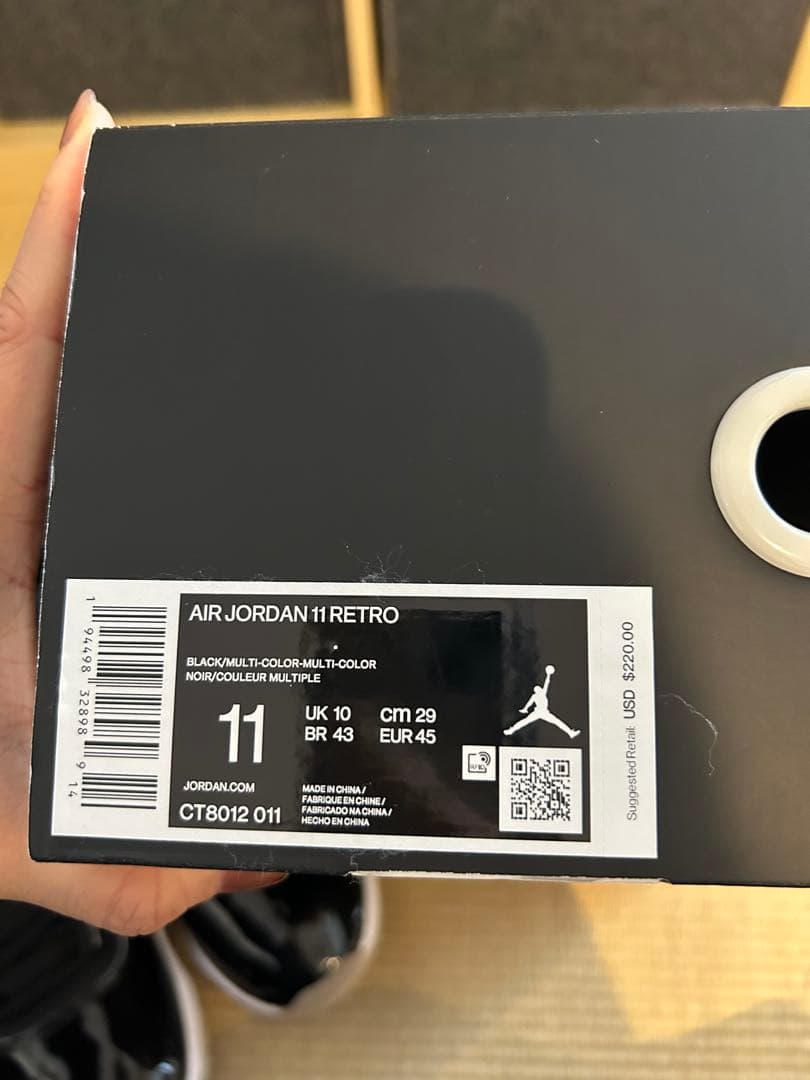 AIR JORDAN 11 RETRO
BLACK/MULTI-COLOR-MULTI-COLOR
NOIR/COULEUR MULTIPLE
11
UK 10 cm 29
BR 43 EUR 45
JORDAN.COM
CT8012 011
MADE IN CHINA /
FABRIQUE EN CHINE /
FABRICADO NA CHINA /
HECHO EN CHINA
1 94498 32898 9 14
Suggested Retail: USD $220.00